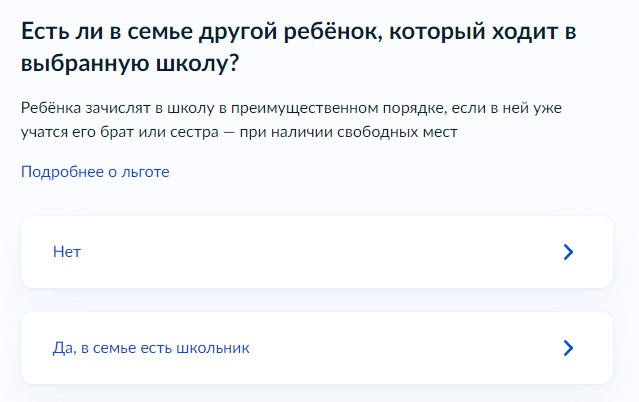 Есть ли в семье другой ребёнок, который ходит в
выбранную школу?
Ребёнка зачислят в школу в преимущественном порядке, если в ней уже
учатся его брат или сестра — при наличии свободных мест
Подробнее о льготе
Нет
Да, в семье есть школьник